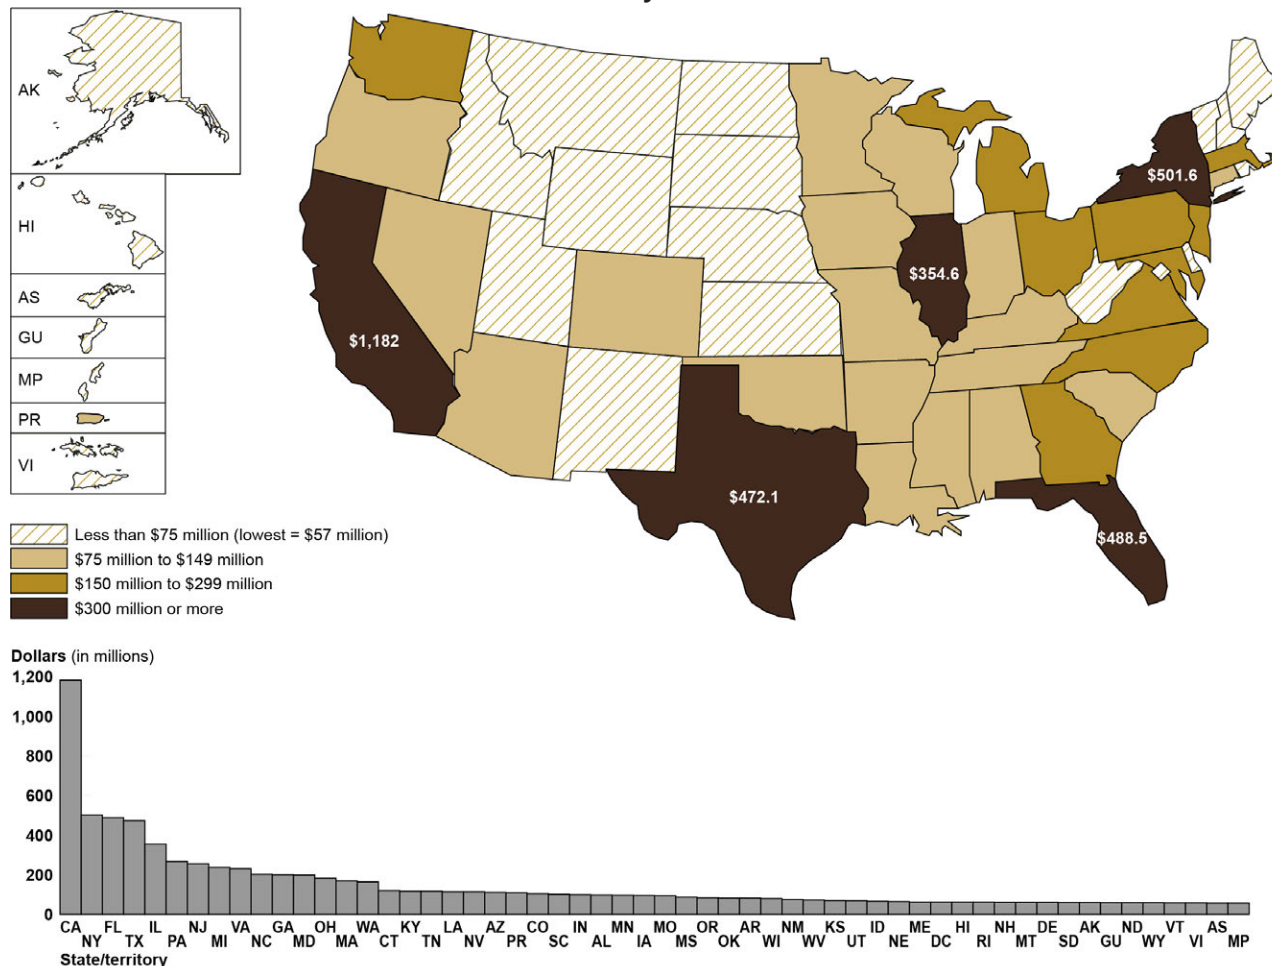 AK
HI
AS
GU
MP
PR
VI
$1,182
$354.6
$501.6
$472.1
$488.5
Less than $75 million (lowest = $57 million)
$75 million to $149 million
$150 million to $299 million
$300 million or more
Dollars (in millions)
1,200
1,000
800
600
400
200
0
CA FL IL NJ VA GA OH WA KY LA AZ CO IN MN MO OR AR NM KS ID ME HI NH DE AK ND VT AS
NY TX PA MI NC MD MA CT TN NV PR SC AL IA MS OK WI WV UT NE DC RI MT SD GU WY VI MP
State/territory